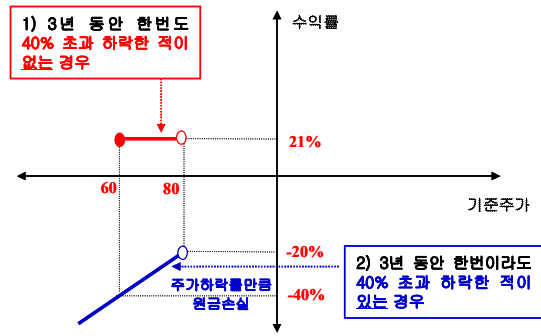 1) 3년 동안 한번도
40% 초과 하락한 적이
없는 경우
수익률
21%
60
80
기준주가
-20%
주가하락률만큼
원금손실
-40%
2) 3년 동안 한번이라도
40% 초과 하락한 적이
있는 경우